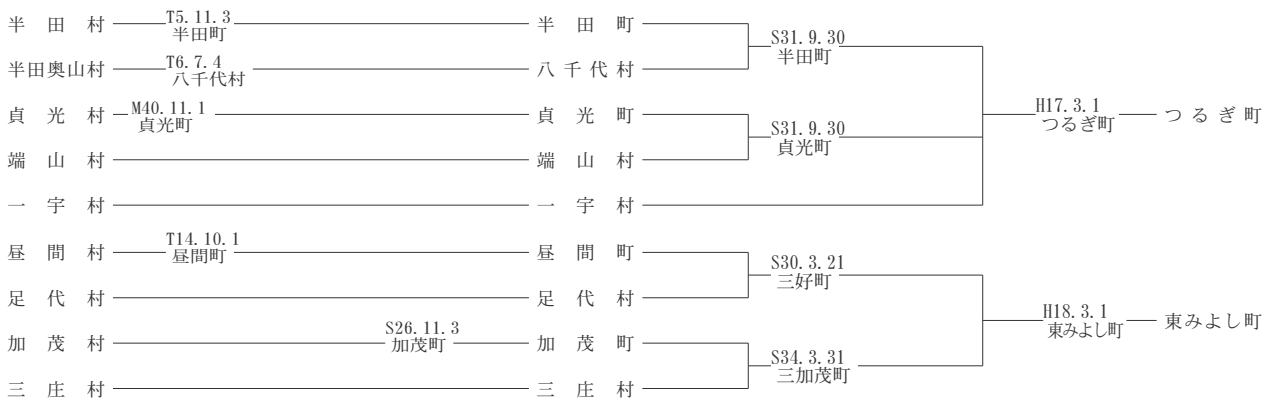 半田村 T5.11.3 半田町 半田町
S31.9.30 半田町
半田奥山村 T6.7.4 八千代村 八千代村
H17.3.1 つるぎ町 つるぎ町
貞光村 M40.11.1 貞光町 貞光町
S31.9.30 貞光町
端山村 端山村
一宇村 一宇村
昼間村 T14.10.1 昼間町 昼間町
S30.3.21 三好町
足代村 足代村
H18.3.1 東みよし町 東みよし町
加茂村 S26.11.3 加茂町 加茂町
S34.3.31 三加茂町
三庄村 三庄村